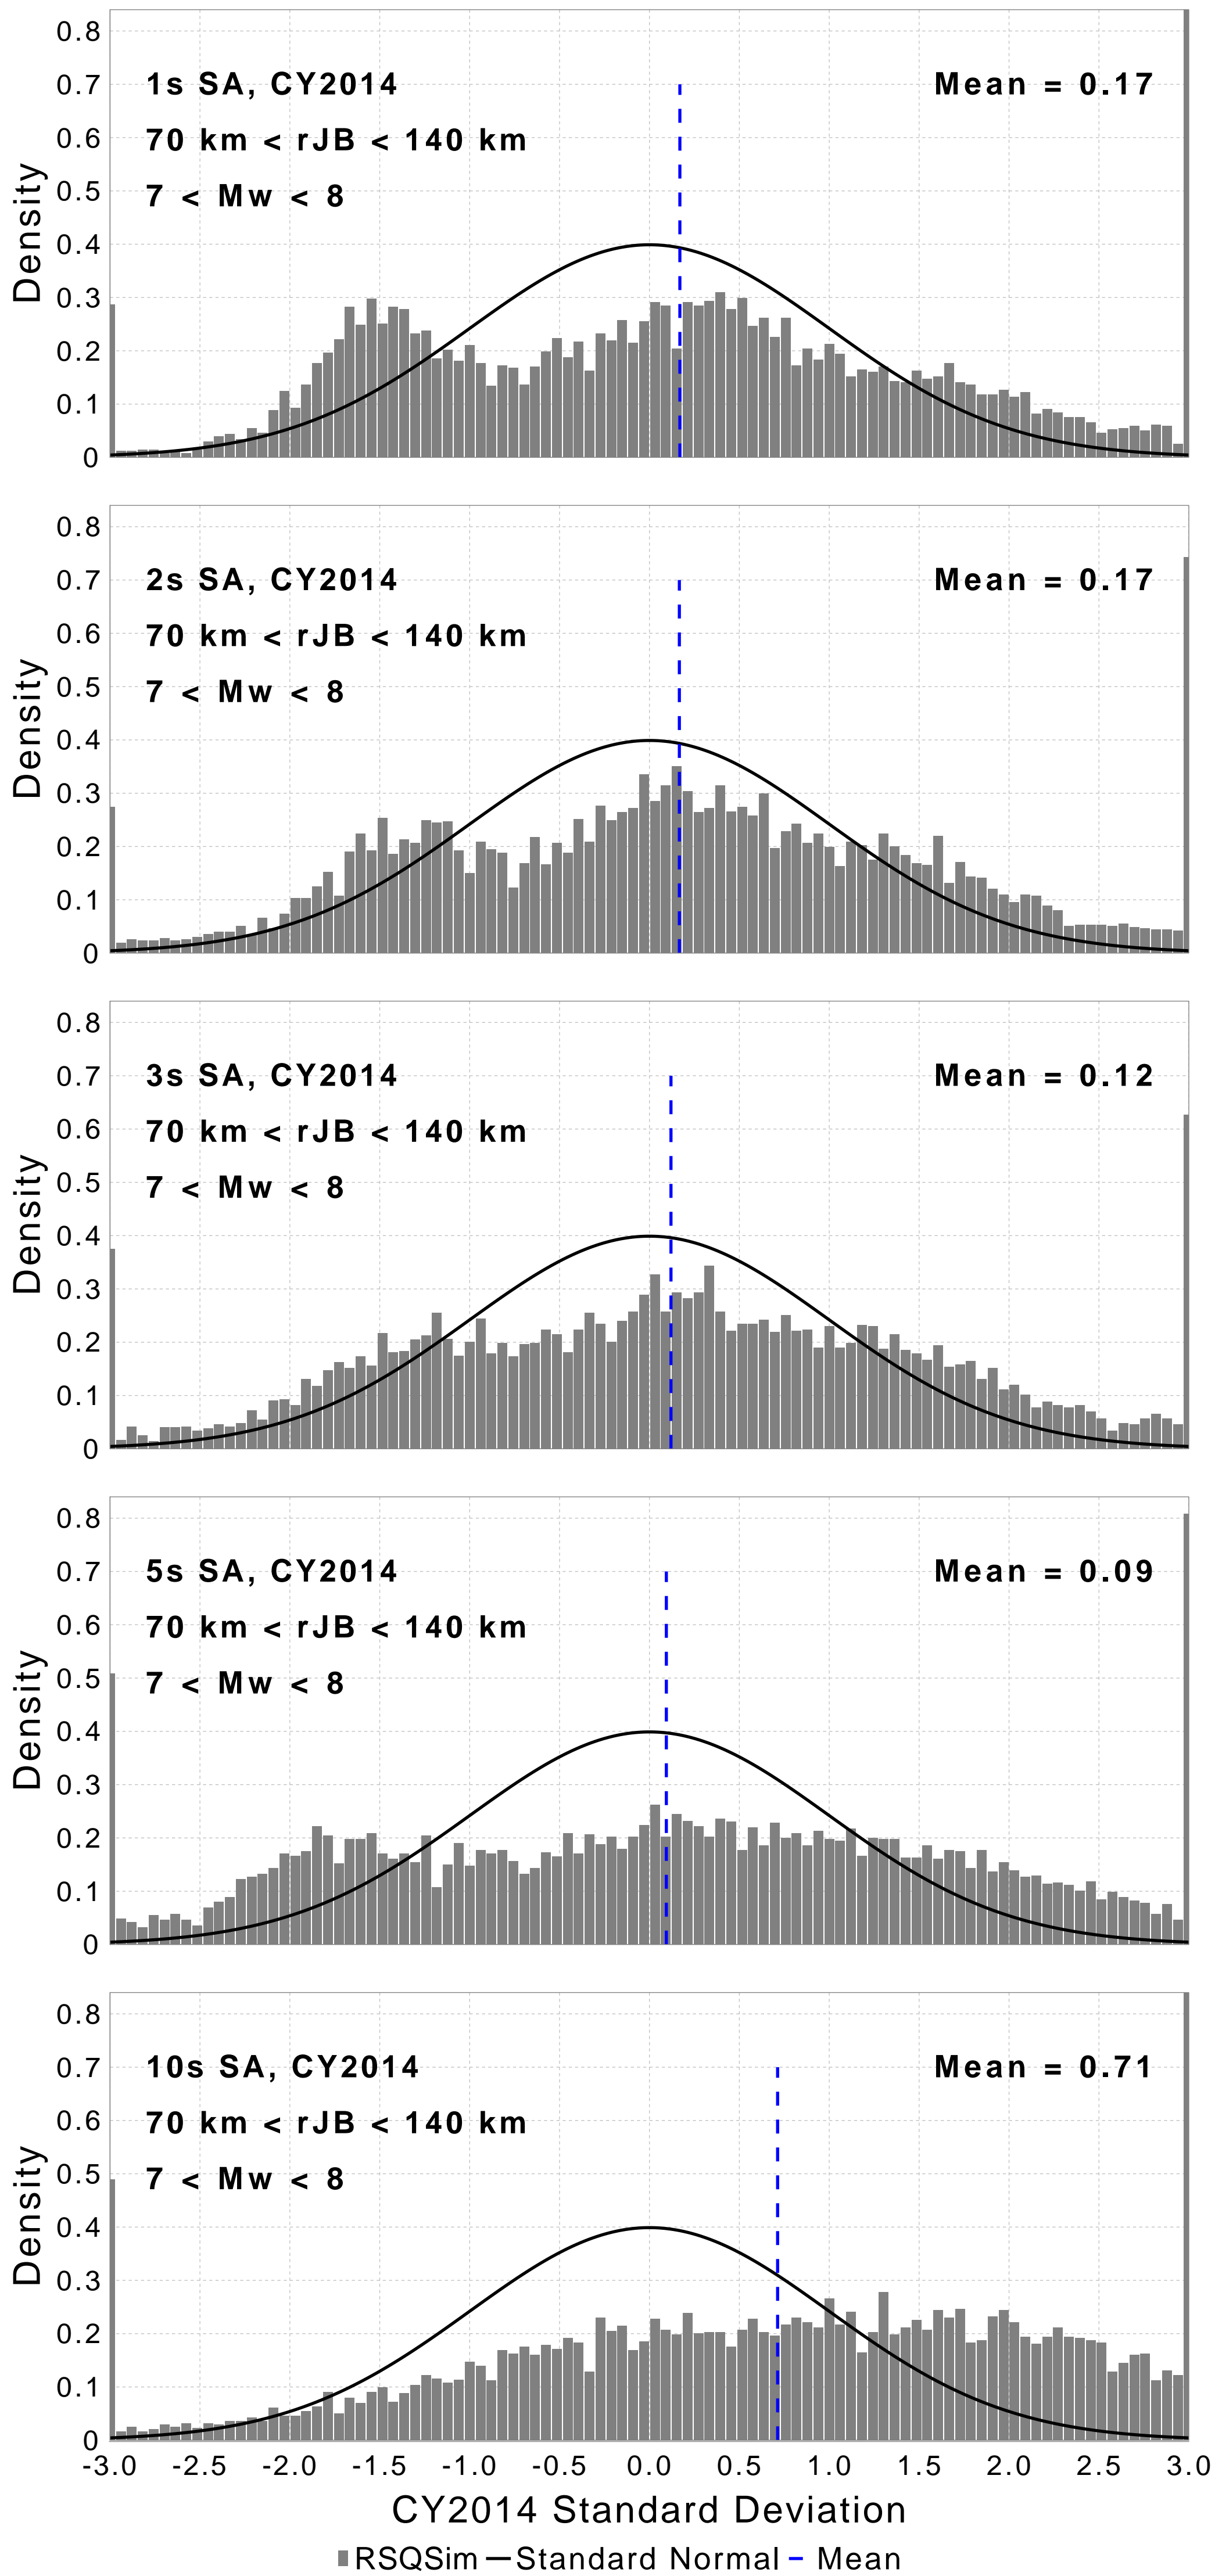 0.8
1s SA, CY2014 Mean = 0.17
0.7
70 km < rJB < 140 km
0.6
7 < Mw < 8
0.5
0.4
0.3
0.2
0.1
0
Density
0.8
2s SA, CY2014 Mean = 0.17
0.7
70 km < rJB < 140 km
0.6
7 < Mw < 8
0.5
0.4
0.3
0.2
0.1
0
Density
0.8
3s SA, CY2014 Mean = 0.12
0.7
70 km < rJB < 140 km
0.6
7 < Mw < 8
0.5
0.4
0.3
0.2
0.1
0
Density
0.8
5s SA, CY2014 Mean = 0.09
0.7
70 km < rJB < 140 km
0.6
7 < Mw < 8
0.5
0.4
0.3
0.2
0.1
0
Density
0.8
10s SA, CY2014 Mean = 0.71
0.7
70 km < rJB < 140 km
0.6
7 < Mw < 8
0.5
0.4
0.3
0.2
0.1
0
Density
-3.0 -2.5 -2.0 -1.5 -1.0 -0.5 0.0 0.5 1.0 1.5 2.0 2.5 3.0
CY2014 Standard Deviation
RSQSim Standard Normal Mean